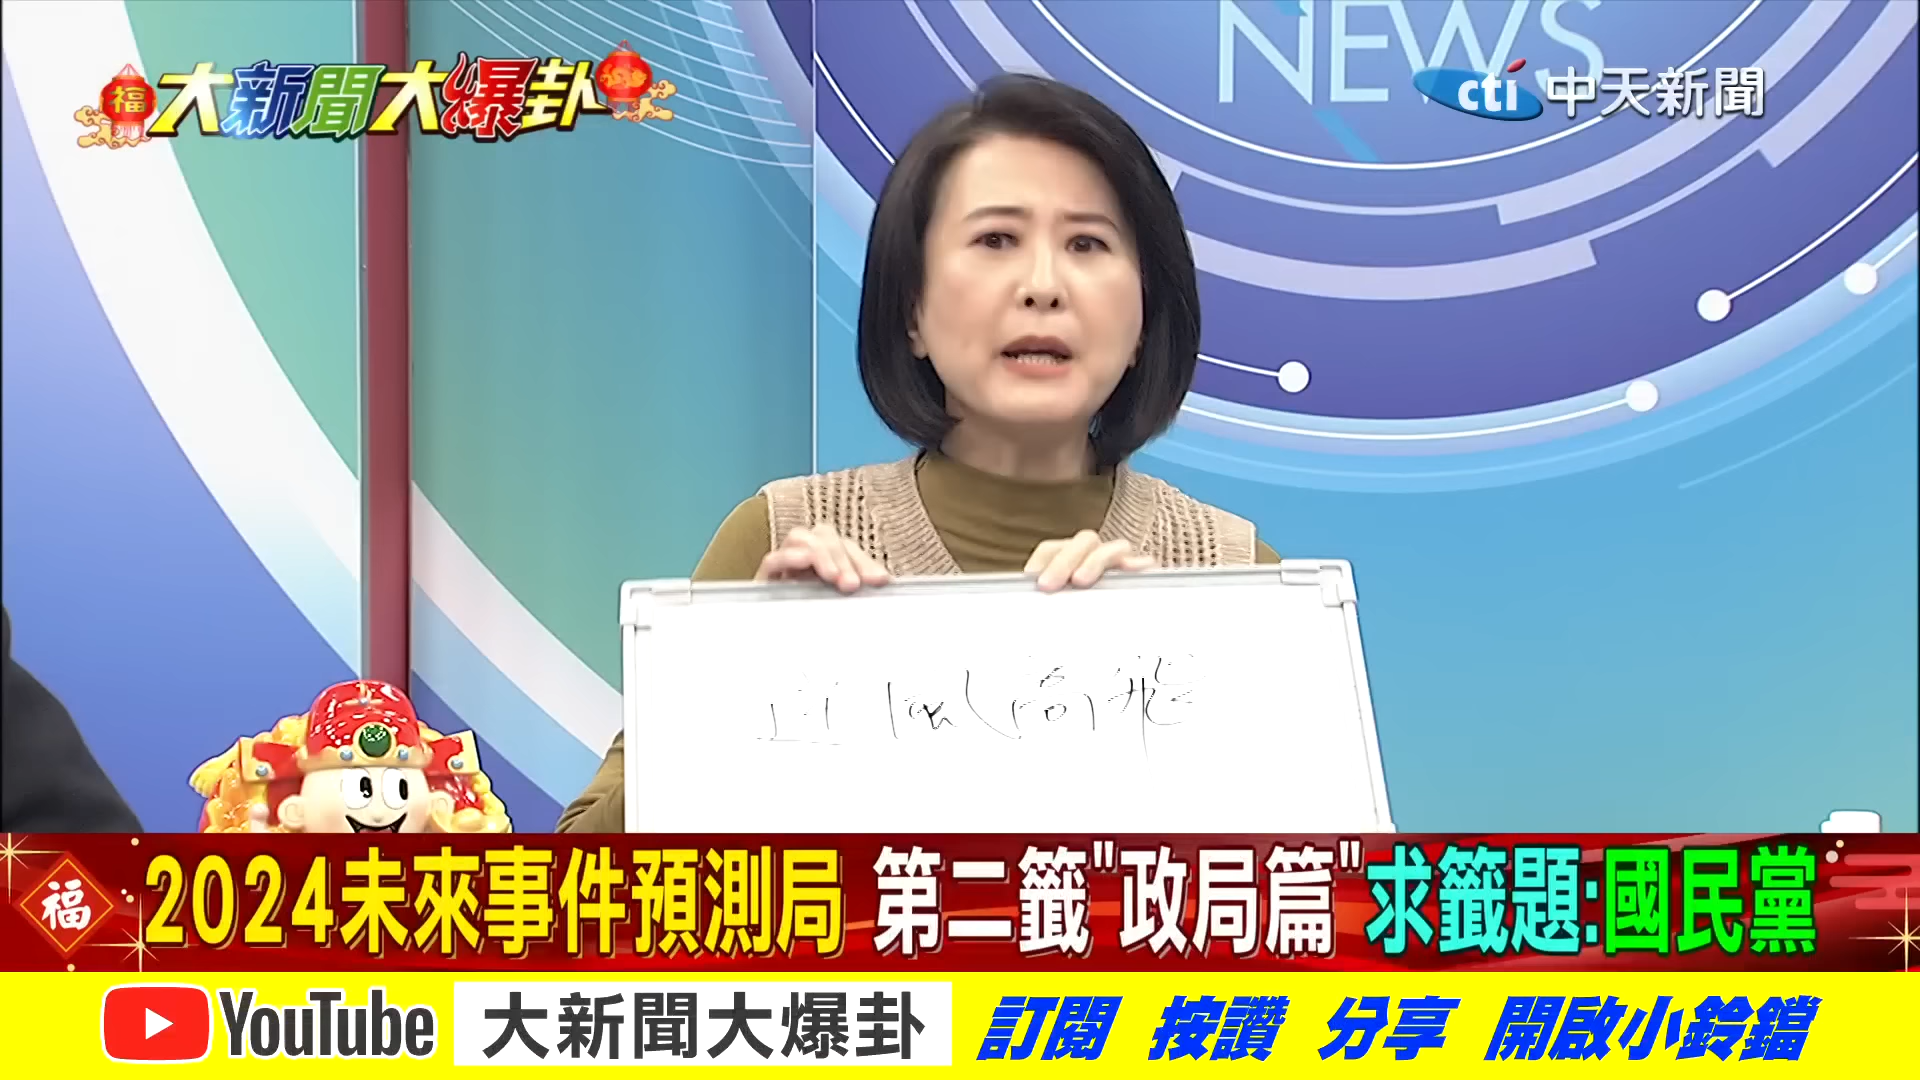 NEWS
福 大新聞大爆卦
cti 中天新聞
高飛
福 2024未來事件預測局 第二籤"政局篇"求籤題:國民黨
YouTube 大新聞大爆卦 訂閱 按讚 分享 開啟小鈴鐺